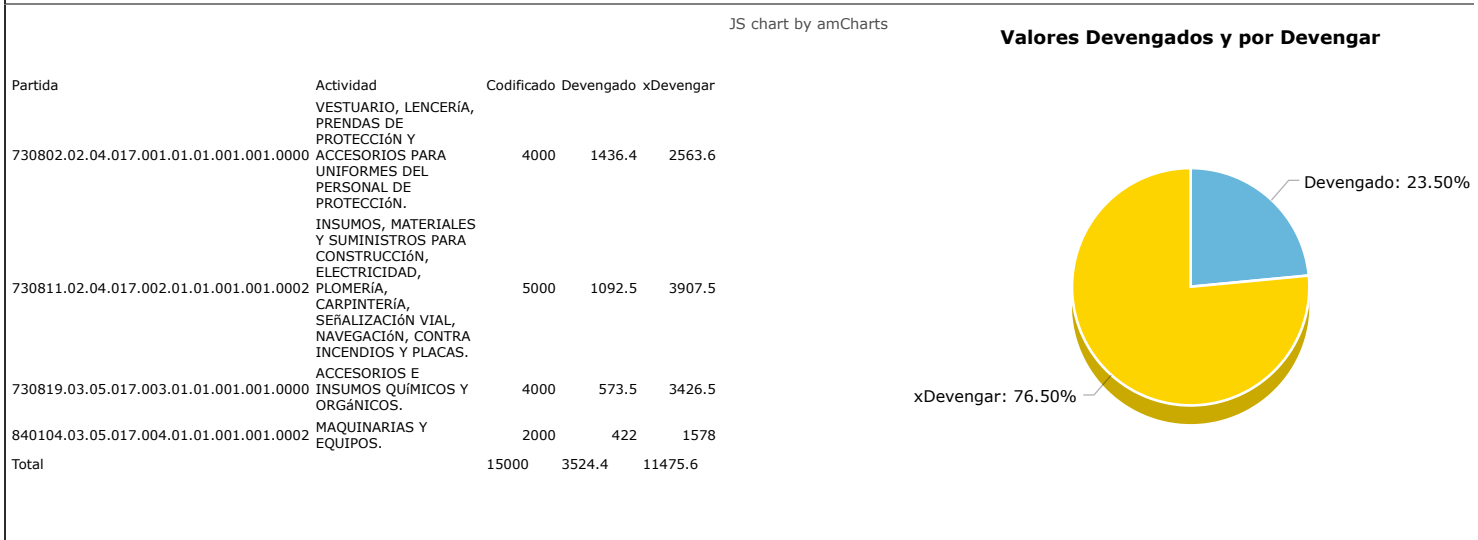 JS chart by amCharts
Valores Devengados y por Devengar
Partida Actividad Codificado Devengado xDevengar
VESTUARIO, LENCERíA,
PRENDAS DE
PROTECCIóN Y
730802.02.04.017.001.01.01.001.001.0000 ACCESORIOS PARA 4000 1436.4 2563.6
UNIFORMES DEL
PERSONAL DE
PROTECCIóN.
INSUMOS, MATERIALES
Y SUMINISTROS PARA
CONSTRUCCIóN,
ELECTRICIDAD,
730811.02.04.017.002.01.01.001.001.0002 PLOMERíA, 5000 1092.5 3907.5
CARPINTERíA,
SEñALIZACIóN VIAL,
NAVEGACIóN, CONTRA
INCENDIOS Y PLACAS.
ACCESORIOS E
730819.03.05.017.003.01.01.001.001.0000 INSUMOS QUíMICOS Y 4000 573.5 3426.5
ORGáNICOS.
840104.03.05.017.004.01.01.001.001.0002 MAQUINARIAS Y 2000 422 1578
EQUIPOS.
Total 15000 3524.4 11475.6
Devengado: 23.50%
xDevengar: 76.50%